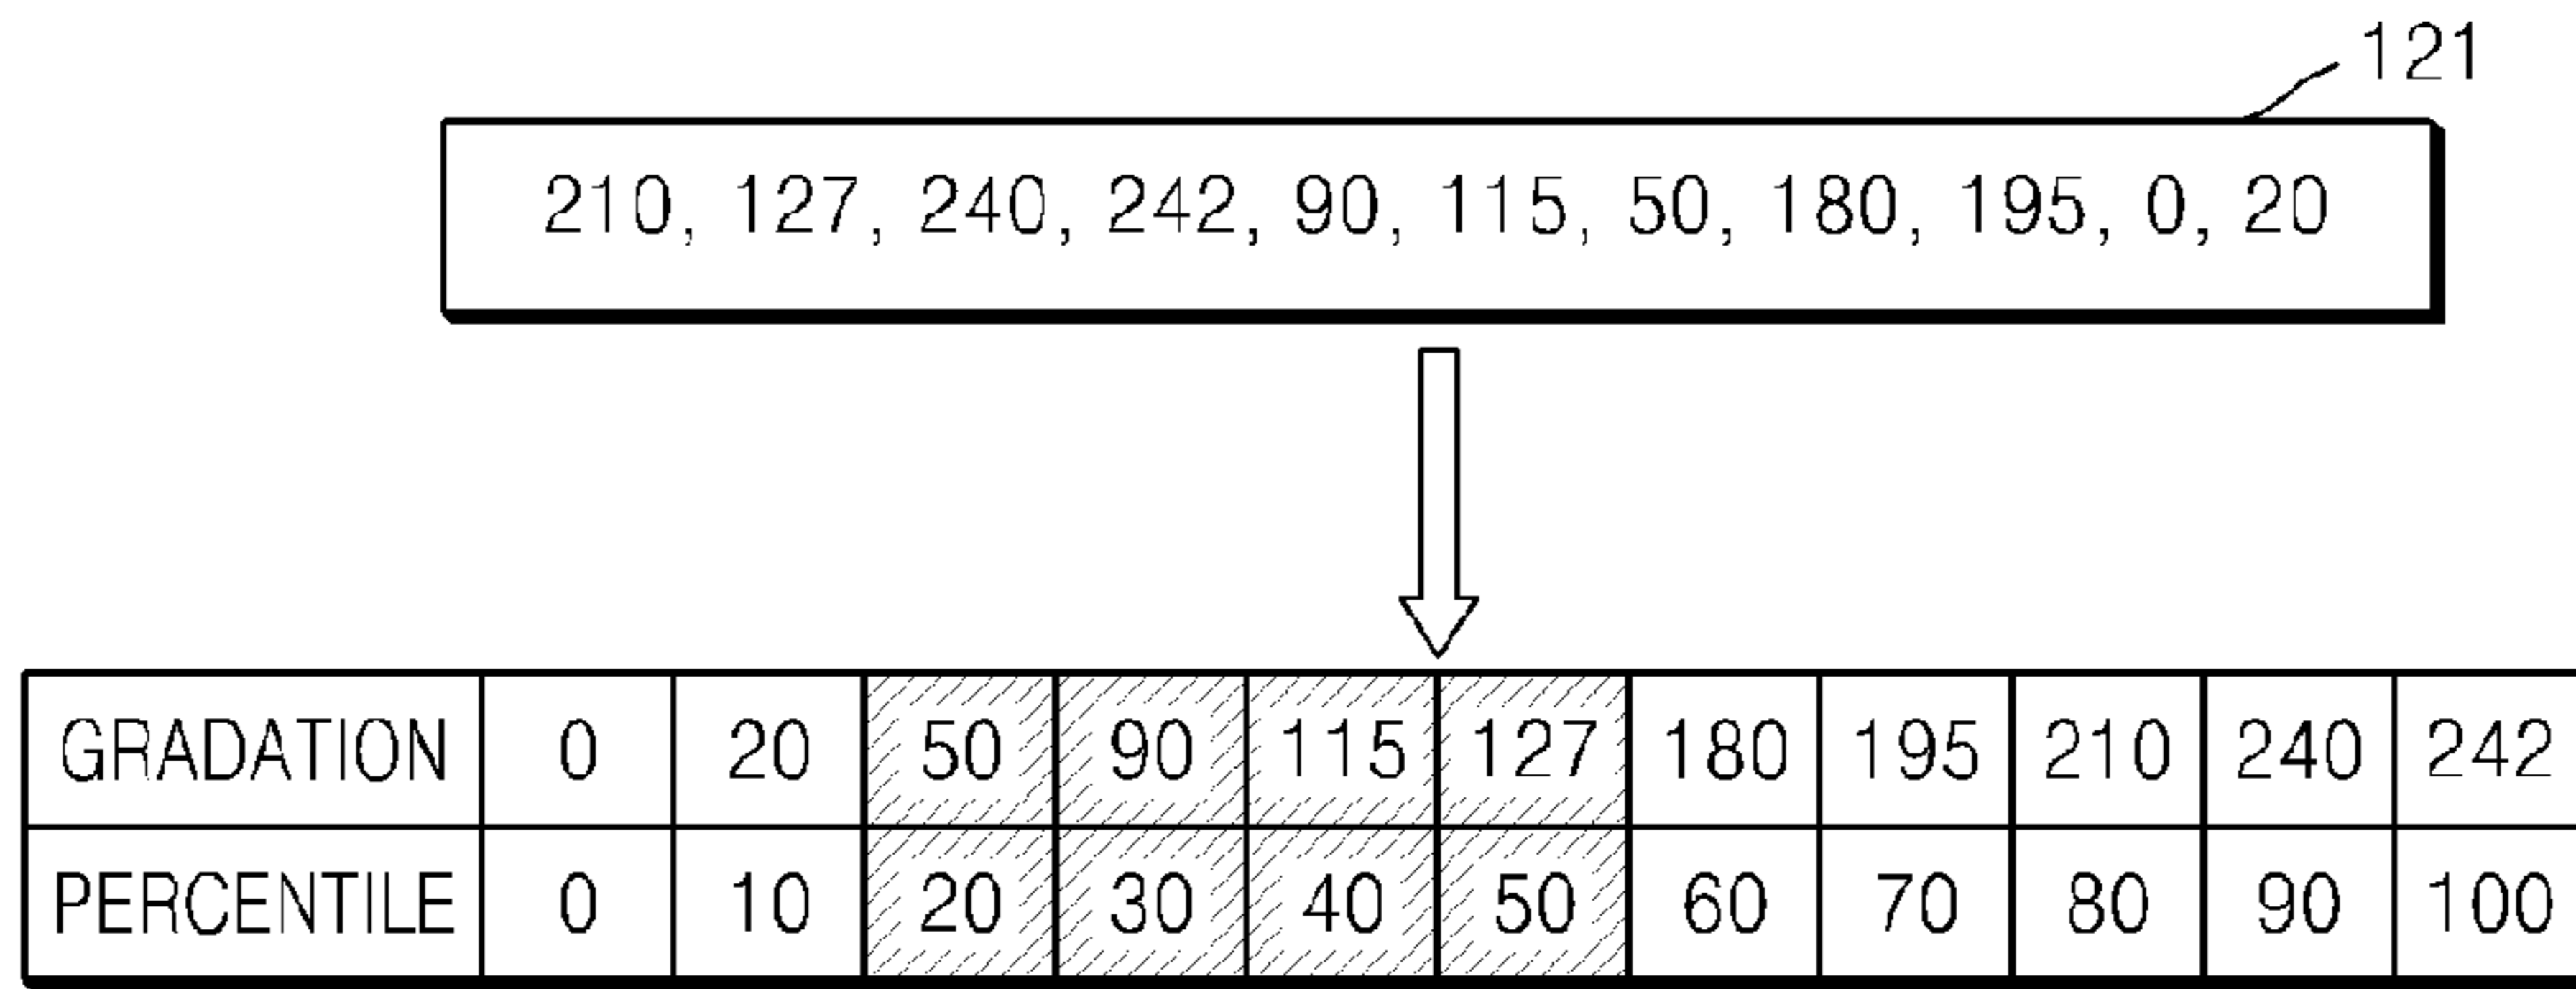 121
210, 127, 240, 242, 90, 115, 50, 180, 195, 0, 20
GRADATION 0 20 50 90 115 127 180 195 210 240 242
PERCENTILE 0 10 20 30 40 50 60 70 80 90 100